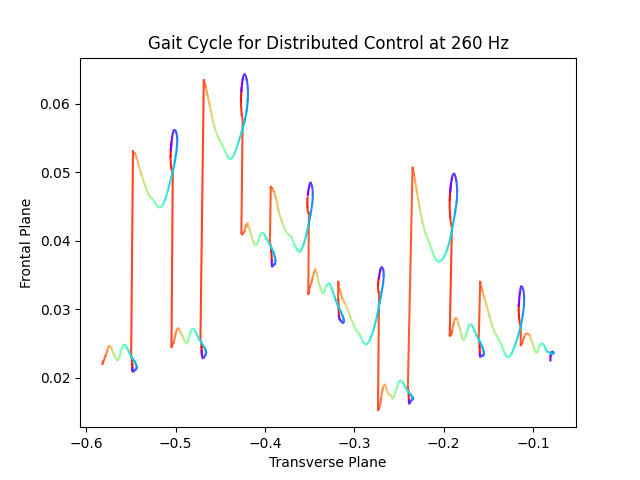 Gait Cycle for Distributed Control at 260 Hz
0.06
0.05
0.04
0.03
0.02
Frontal Plane
−0.6 −0.5 −0.4 −0.3 −0.2 −0.1
Transverse Plane